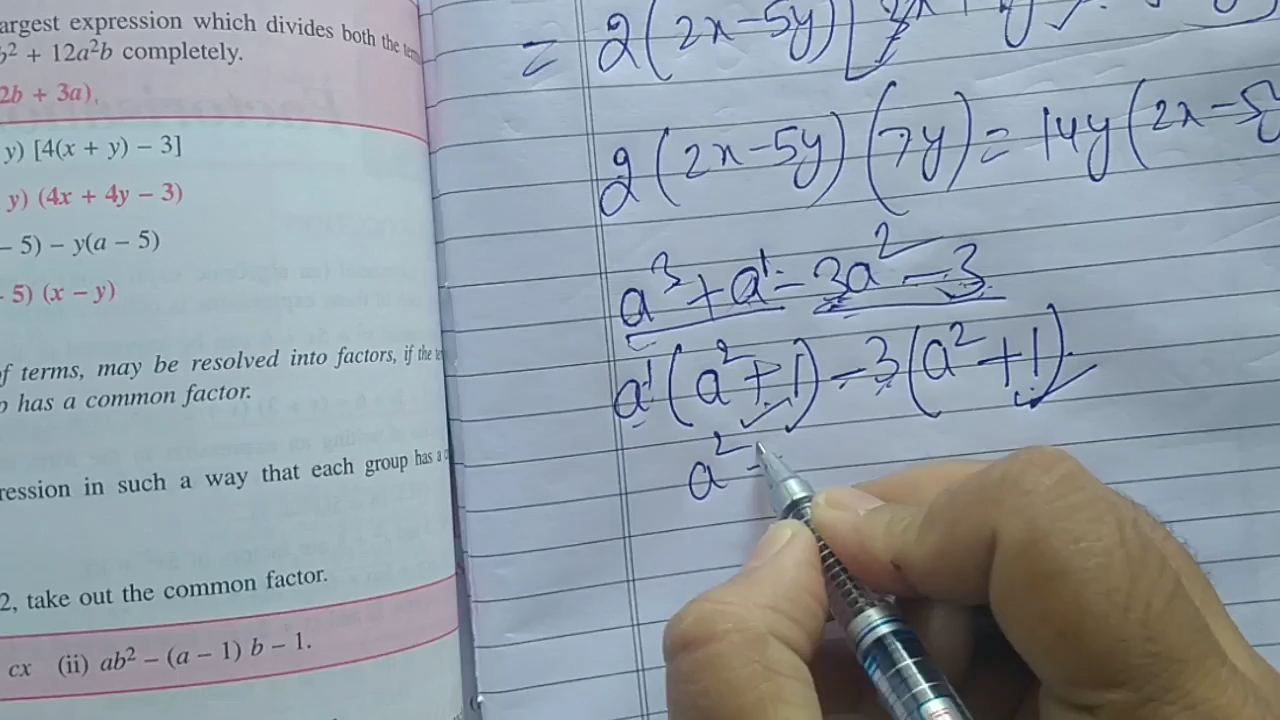 argest expression which divides both the
b² + 12a²b completely.
2b + 3a).
y) [4(x + y) − 3]
y) (4x + 4y − 3)
− 5) − y(a − 5)
5) (x − y)
f terms, may be resolved into factors, if the
has a common factor.
ression in such a way that each group has a
2, take out the common factor.
cx (ii) ab² − (a − 1) b − 1.
= 2(2x−5y)[
2(2x−5y)(7y) = 14y(2x−5
a³+a¹−3a²−3
a¹(a²+1)−3(a²+1)
a²